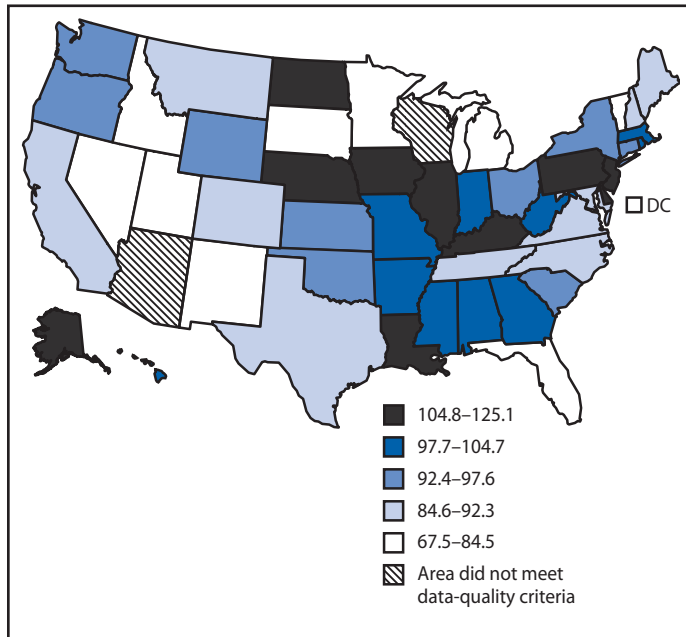 DC
104.8–125.1
97.7–104.7
92.4–97.6
84.6–92.3
67.5–84.5
Area did not meet
data-quality criteria